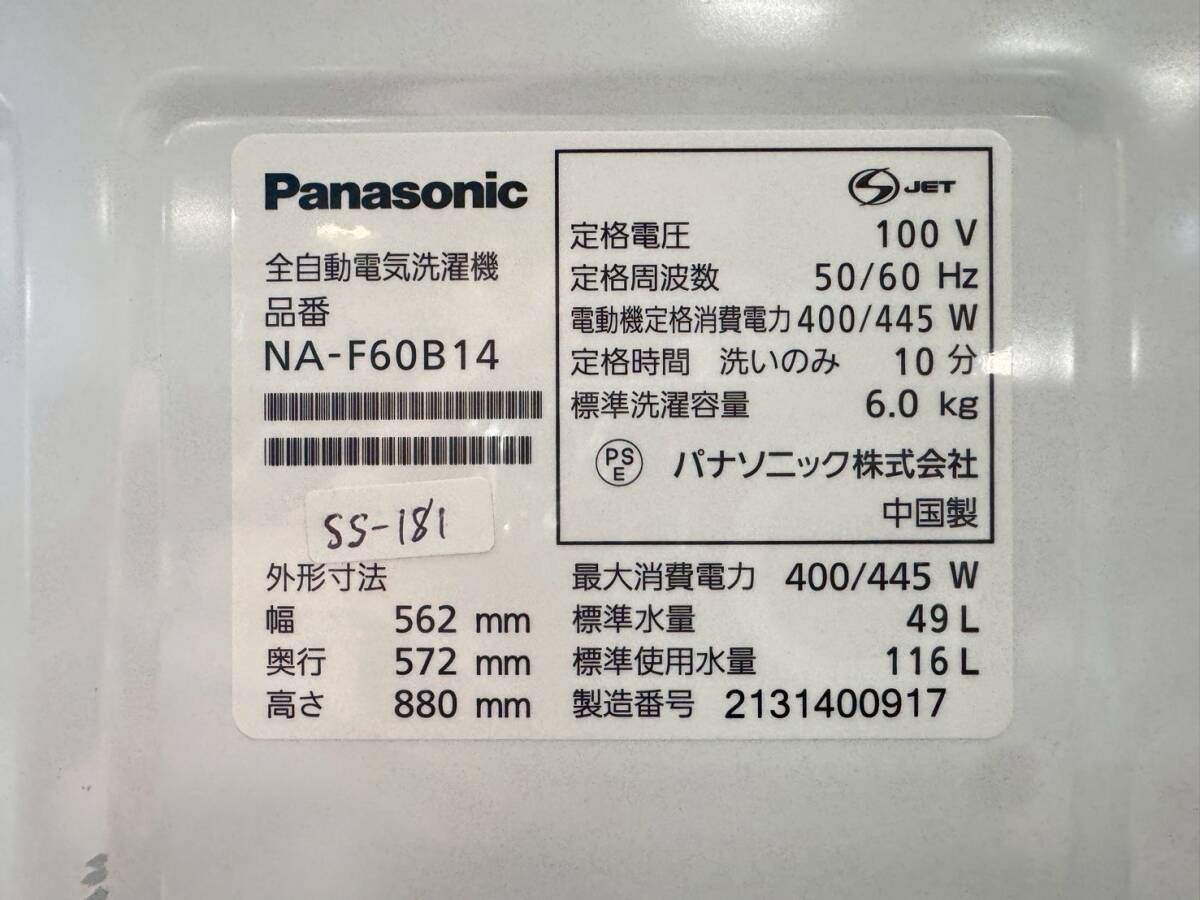 Panasonic
全自動電気洗濯機
品番
NA-F60B14
SS-181
外形寸法
幅 562 mm
奥行 572 mm
高さ 880 mm
JET
定格電圧 100 V
定格周波数 50/60 Hz
電動機定格消費電力 400/445 W
定格時間 洗いのみ 10 分
標準洗濯容量 6.0 kg
PS
E
パナソニック株式会社
中国製
最大消費電力 400/445 W
標準水量 49 L
標準使用水量 116 L
製造番号 2131400917